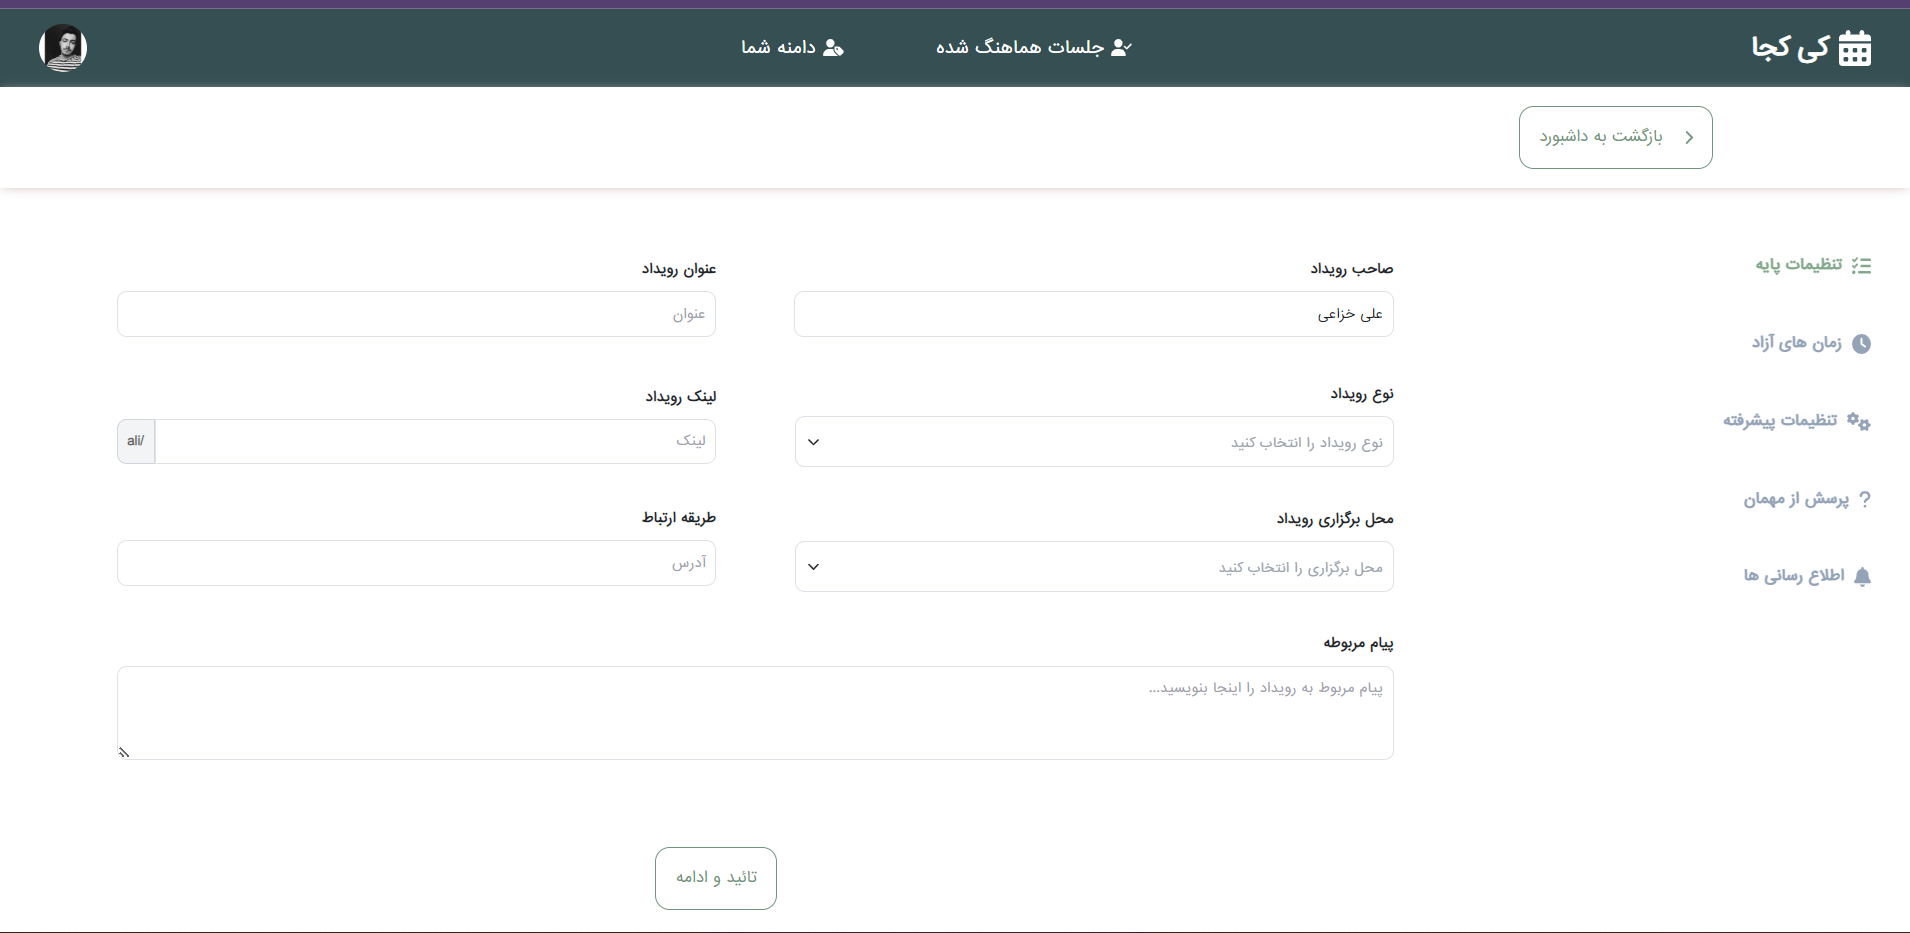 کی کجا
جلسات هماهنگ شده
دامنه شما
بازگشت به داشبورد
تنظیمات پایه
زمان های آزاد
تنظیمات پیشرفته
؟ پرسش از مهمان
اطلاع رسانی ها
صاحب رویداد
علی خزاعی
عنوان رویداد
عنوان
نوع رویداد
نوع رویداد را انتخاب کنید
لینک رویداد
لینک
ali/
محل برگزاری رویداد
محل برگزاری را انتخاب کنید
طریقه ارتباط
آدرس
پیام مربوطه
پیام مربوط به رویداد را اینجا بنویسید...
تائید و ادامه